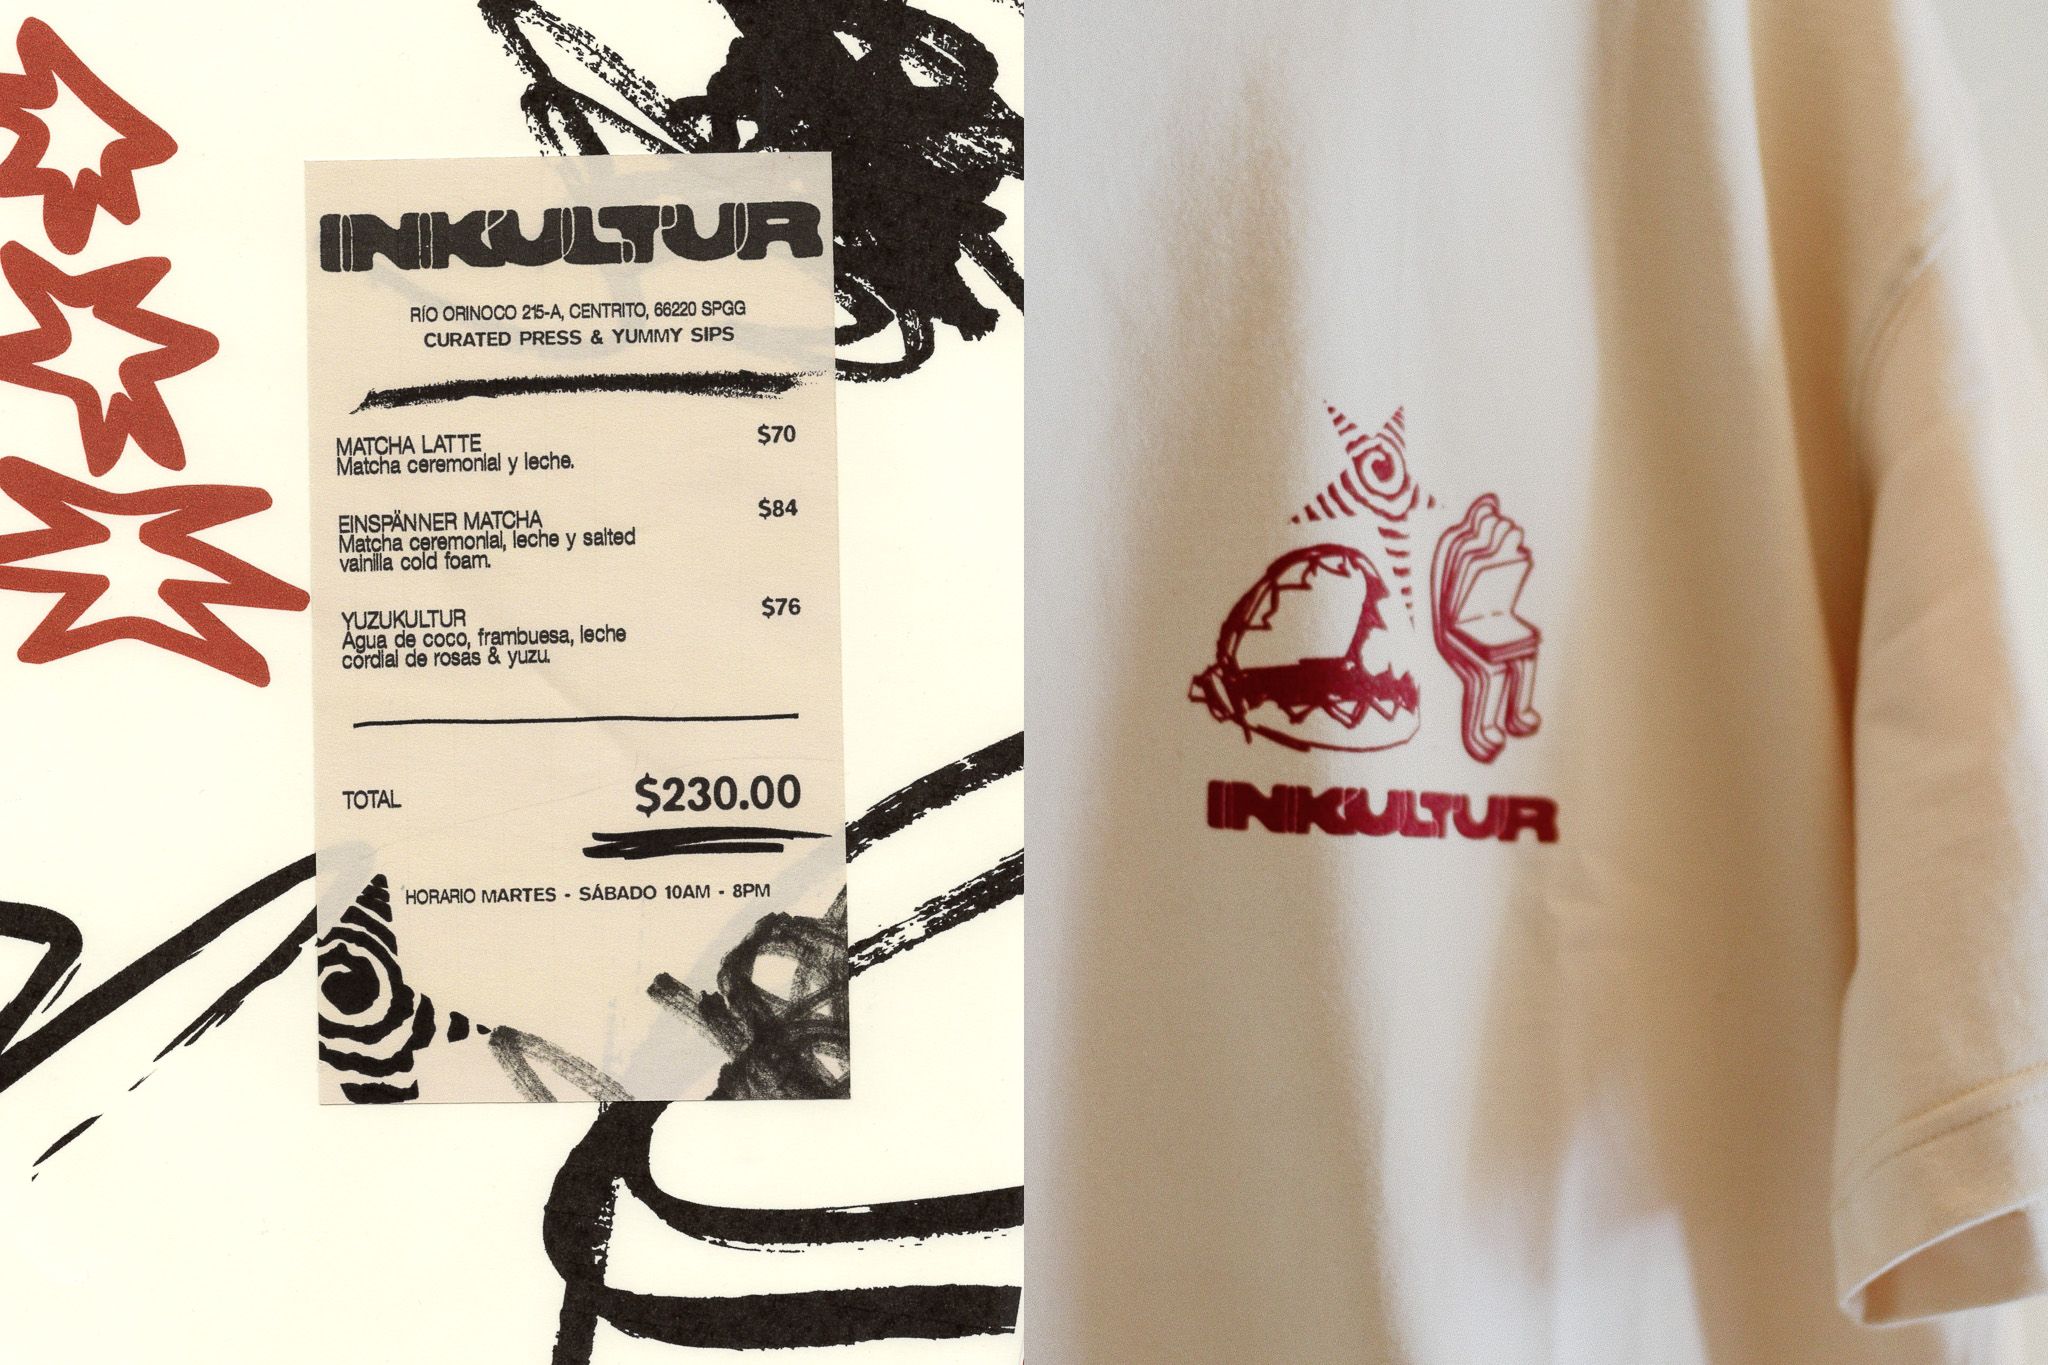 INKULTUR
RÍO ORINOCO 215-A, CENTRITO, 66220 SPGG
CURATED PRESS & YUMMY SIPS
MATCHA LATTE $70
Matcha ceremonial y leche.
EINSPÄNNER MATCHA $84
Matcha ceremonial, leche y salted
vainilla cold foam.
YUZUKULTUR $76
Agua de coco, frambuesa, leche
cordial de rosas & yuzu.
TOTAL $230.00
HORARIO MARTES - SÁBADO 10AM - 8PM
INKULTUR